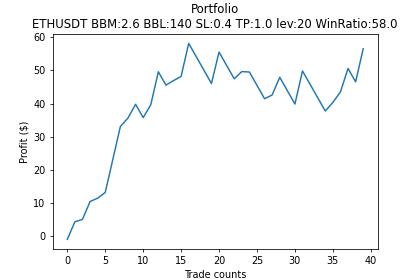 Portfolio
ETHUSDT BBM:2.6 BBL:140 SL:0.4 TP:1.0 lev:20 WinRatio:58.0
60
50
40
30
20
10
0
Profit ($)
0 5 10 15 20 25 30 35 40
Trade counts